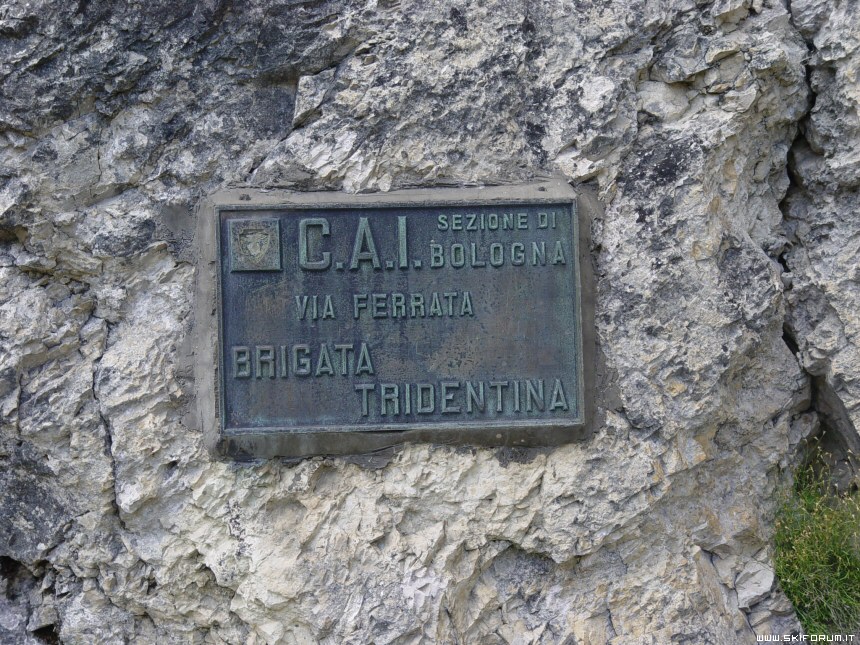 C.A.I. SEZIONE DI
BOLOGNA
VIA FERRATA
BRIGATA
TRIDENTINA
WWW.SKIFORUM.IT